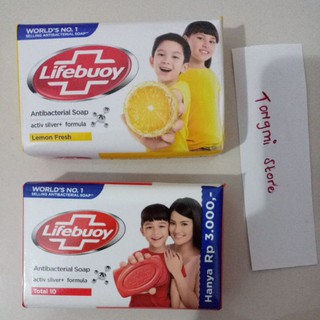 WORLD'S NO. 1
SELLING ANTIBACTERIAL SOAP
Lifebuoy
Antibacterial Soap
activ silver+ formula
Lemon Fresh
WORLD'S NO. 1
SELLING ANTIBACTERIAL SOAP
Lifebuoy
Antibacterial Soap
activ silver+ formula
Total 10
Hanya Rp 3.000,-
Tongmi Store